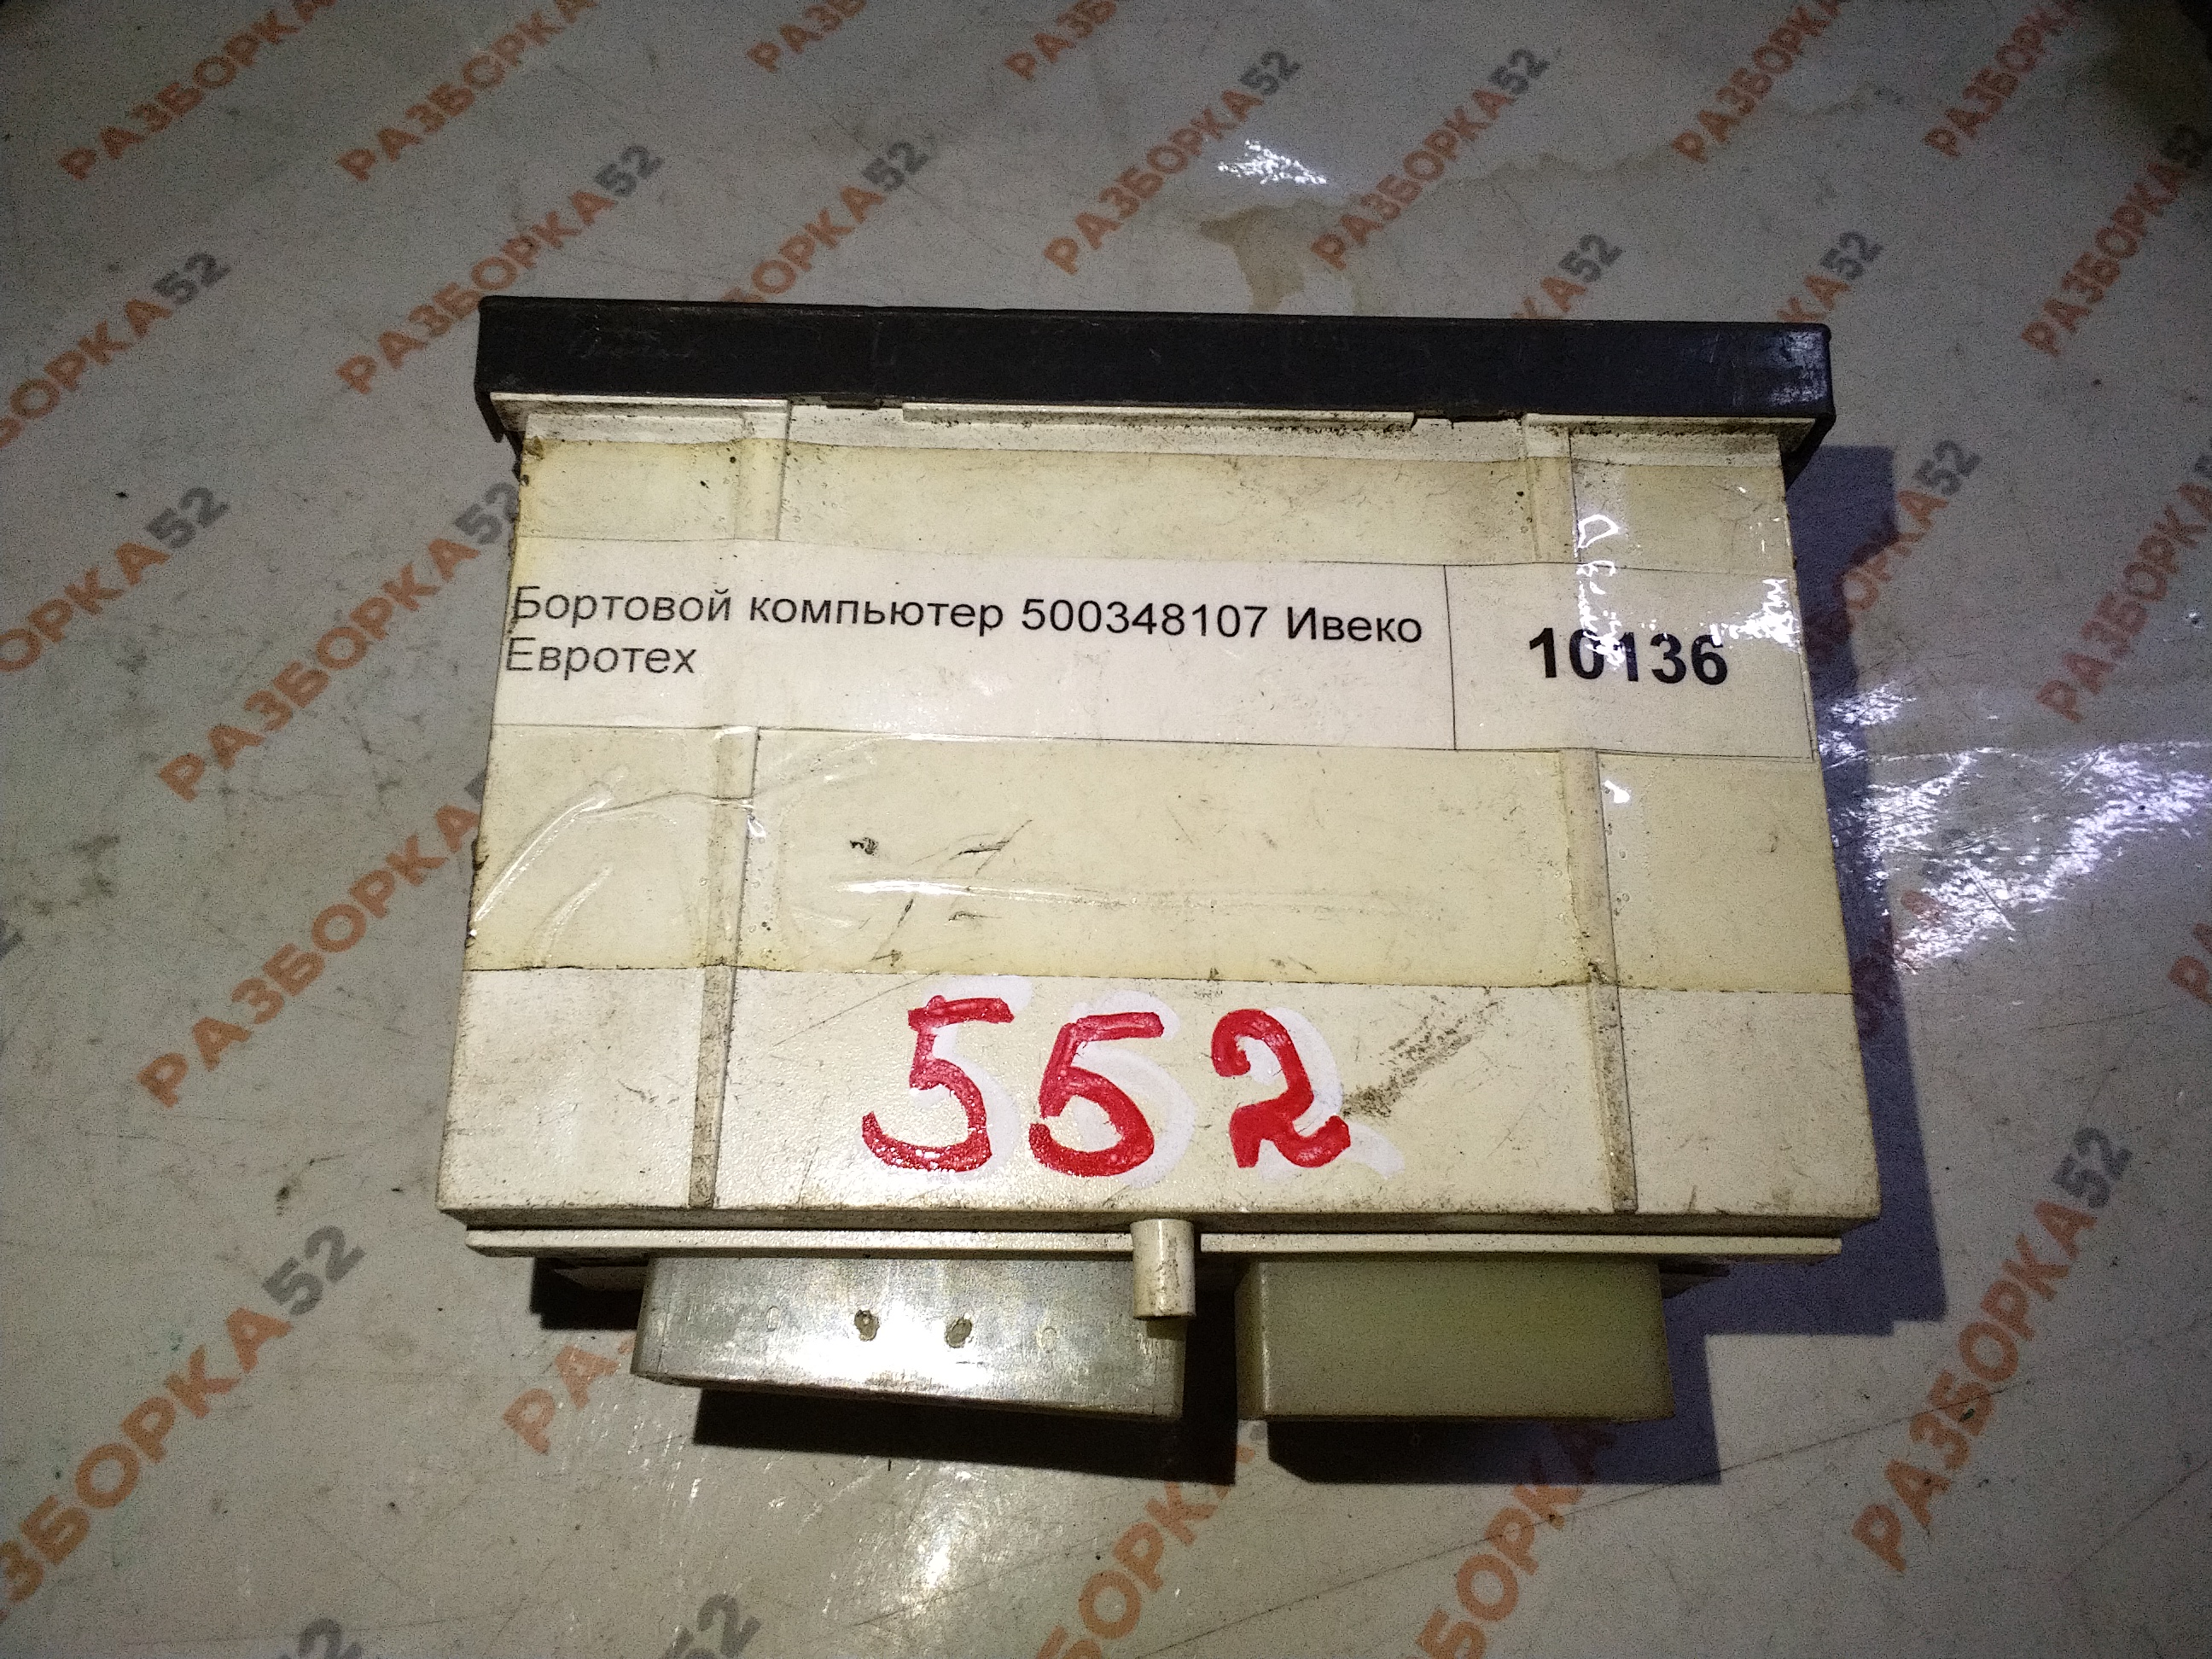 Бортовой компьютер 500348107 Ивеко
Евротех
10136
552
РАЗБОРКА52